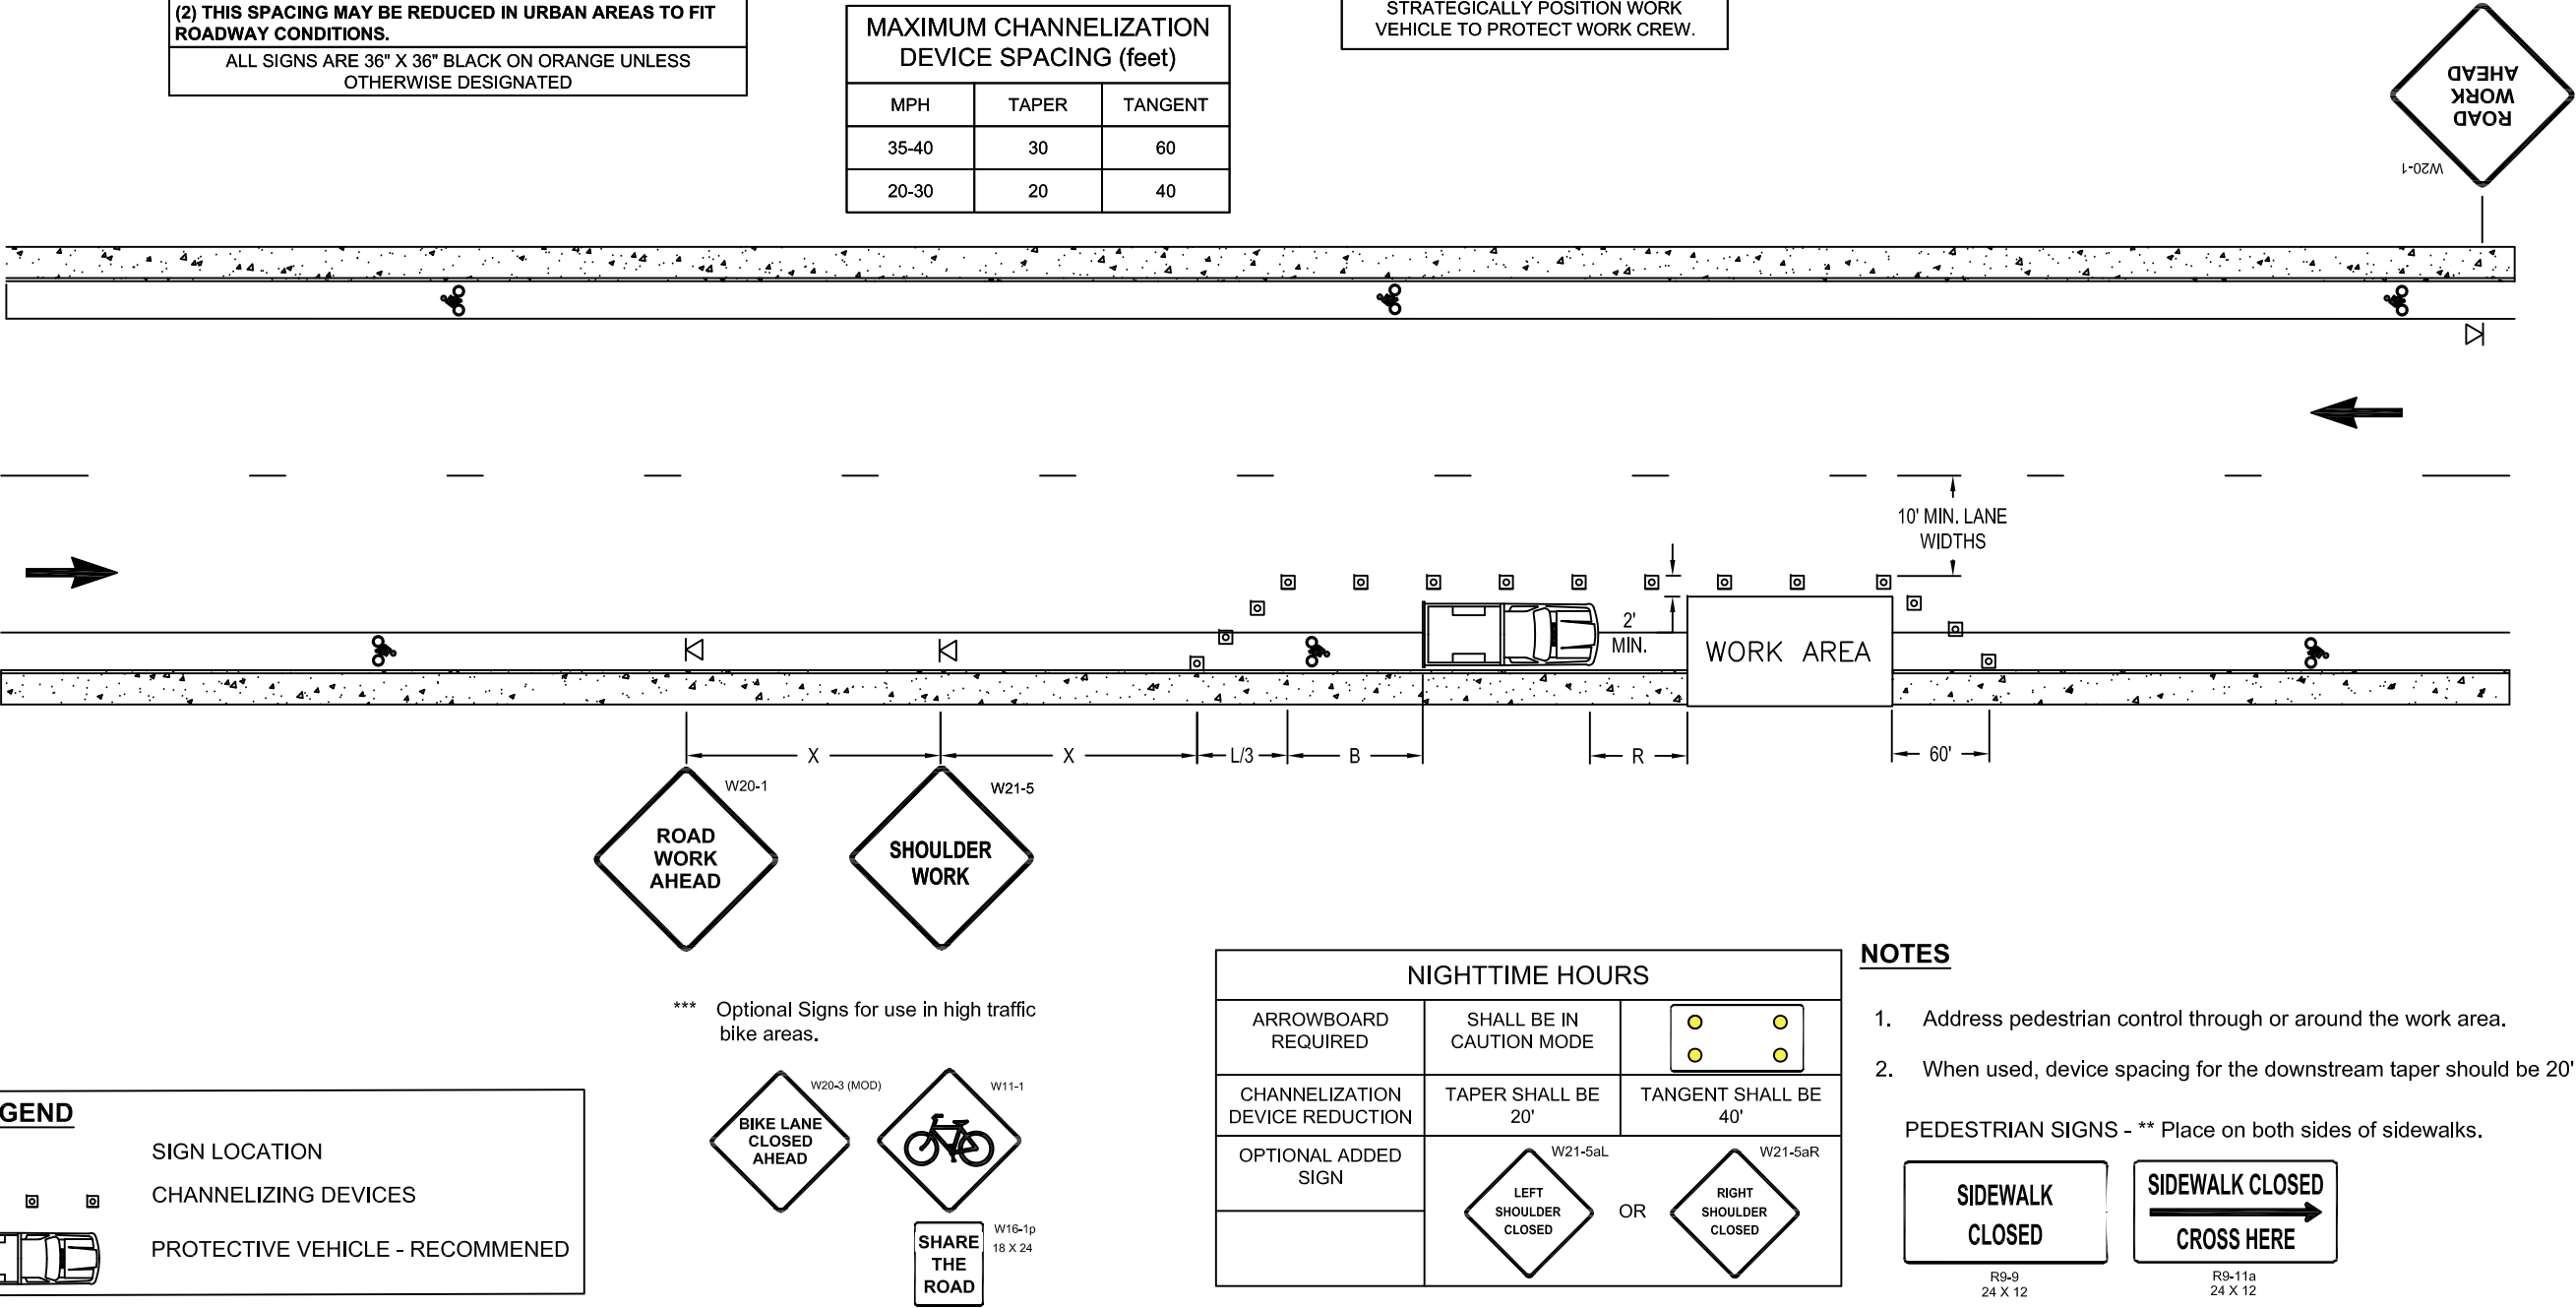 (2) THIS SPACING MAY BE REDUCED IN URBAN AREAS TO FIT
ROADWAY CONDITIONS.
ALL SIGNS ARE 36" X 36" BLACK ON ORANGE UNLESS
OTHERWISE DESIGNATED
MAXIMUM CHANNELIZATION
DEVICE SPACING (feet)
MPH TAPER TANGENT
35-40 30 60
20-30 20 40
STRATEGICALLY POSITION WORK
VEHICLE TO PROTECT WORK CREW.
ROAD
WORK
AHEAD
W20-1
10' MIN. LANE
WIDTHS
2'
MIN.
WORK AREA
X X L/3 B R 60'
W20-1
ROAD
WORK
AHEAD
W21-5
SHOULDER
WORK
*** Optional Signs for use in high traffic
bike areas.
W20-3 (MOD)
BIKE LANE
CLOSED
AHEAD
W11-1
SHARE
THE
ROAD
W16-1p
18 X 24
GEND
SIGN LOCATION
CHANNELIZING DEVICES
PROTECTIVE VEHICLE - RECOMMENED
NIGHTTIME HOURS
ARROWBOARD
REQUIRED
SHALL BE IN
CAUTION MODE
CHANNELIZATION
DEVICE REDUCTION
TAPER SHALL BE
20'
TANGENT SHALL BE
40'
OPTIONAL ADDED
SIGN
W21-5aL
LEFT
SHOULDER
CLOSED
OR
W21-5aR
RIGHT
SHOULDER
CLOSED
NOTES
1. Address pedestrian control through or around the work area.
2. When used, device spacing for the downstream taper should be 20'
PEDESTRIAN SIGNS - ** Place on both sides of sidewalks.
SIDEWALK
CLOSED
R9-9
24 X 12
SIDEWALK CLOSED
CROSS HERE
R9-11a
24 X 12